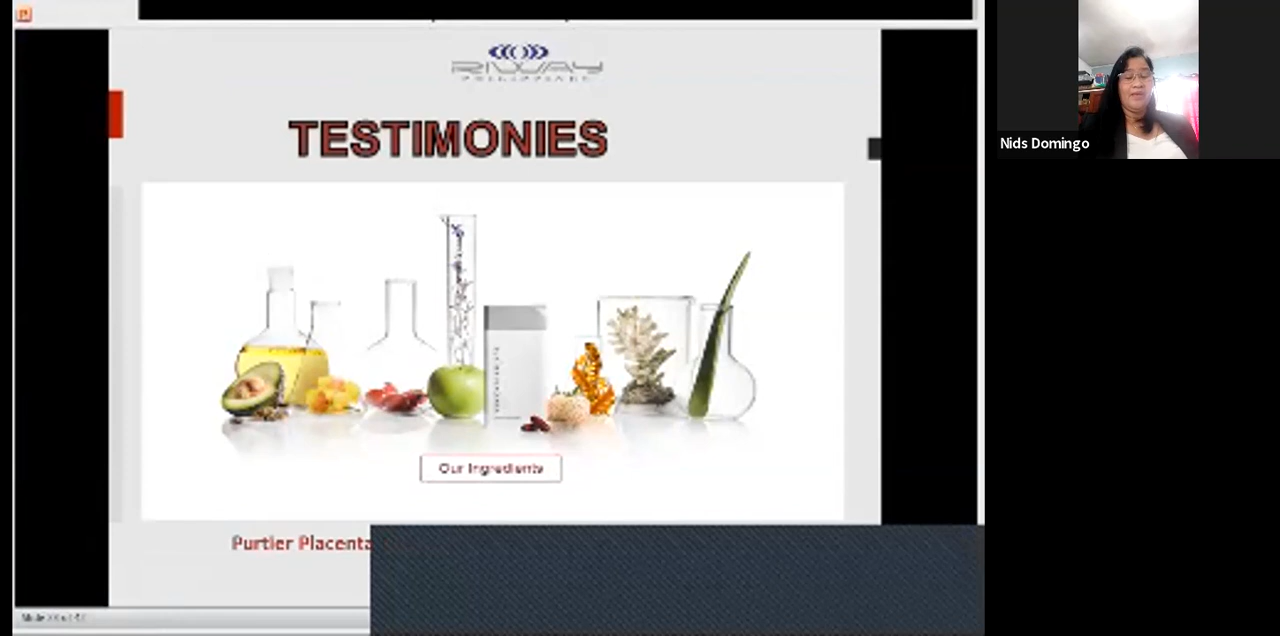 RIWAY
TESTIMONIES
Our Ingredients
Purtier Placenta
Nids Domingo